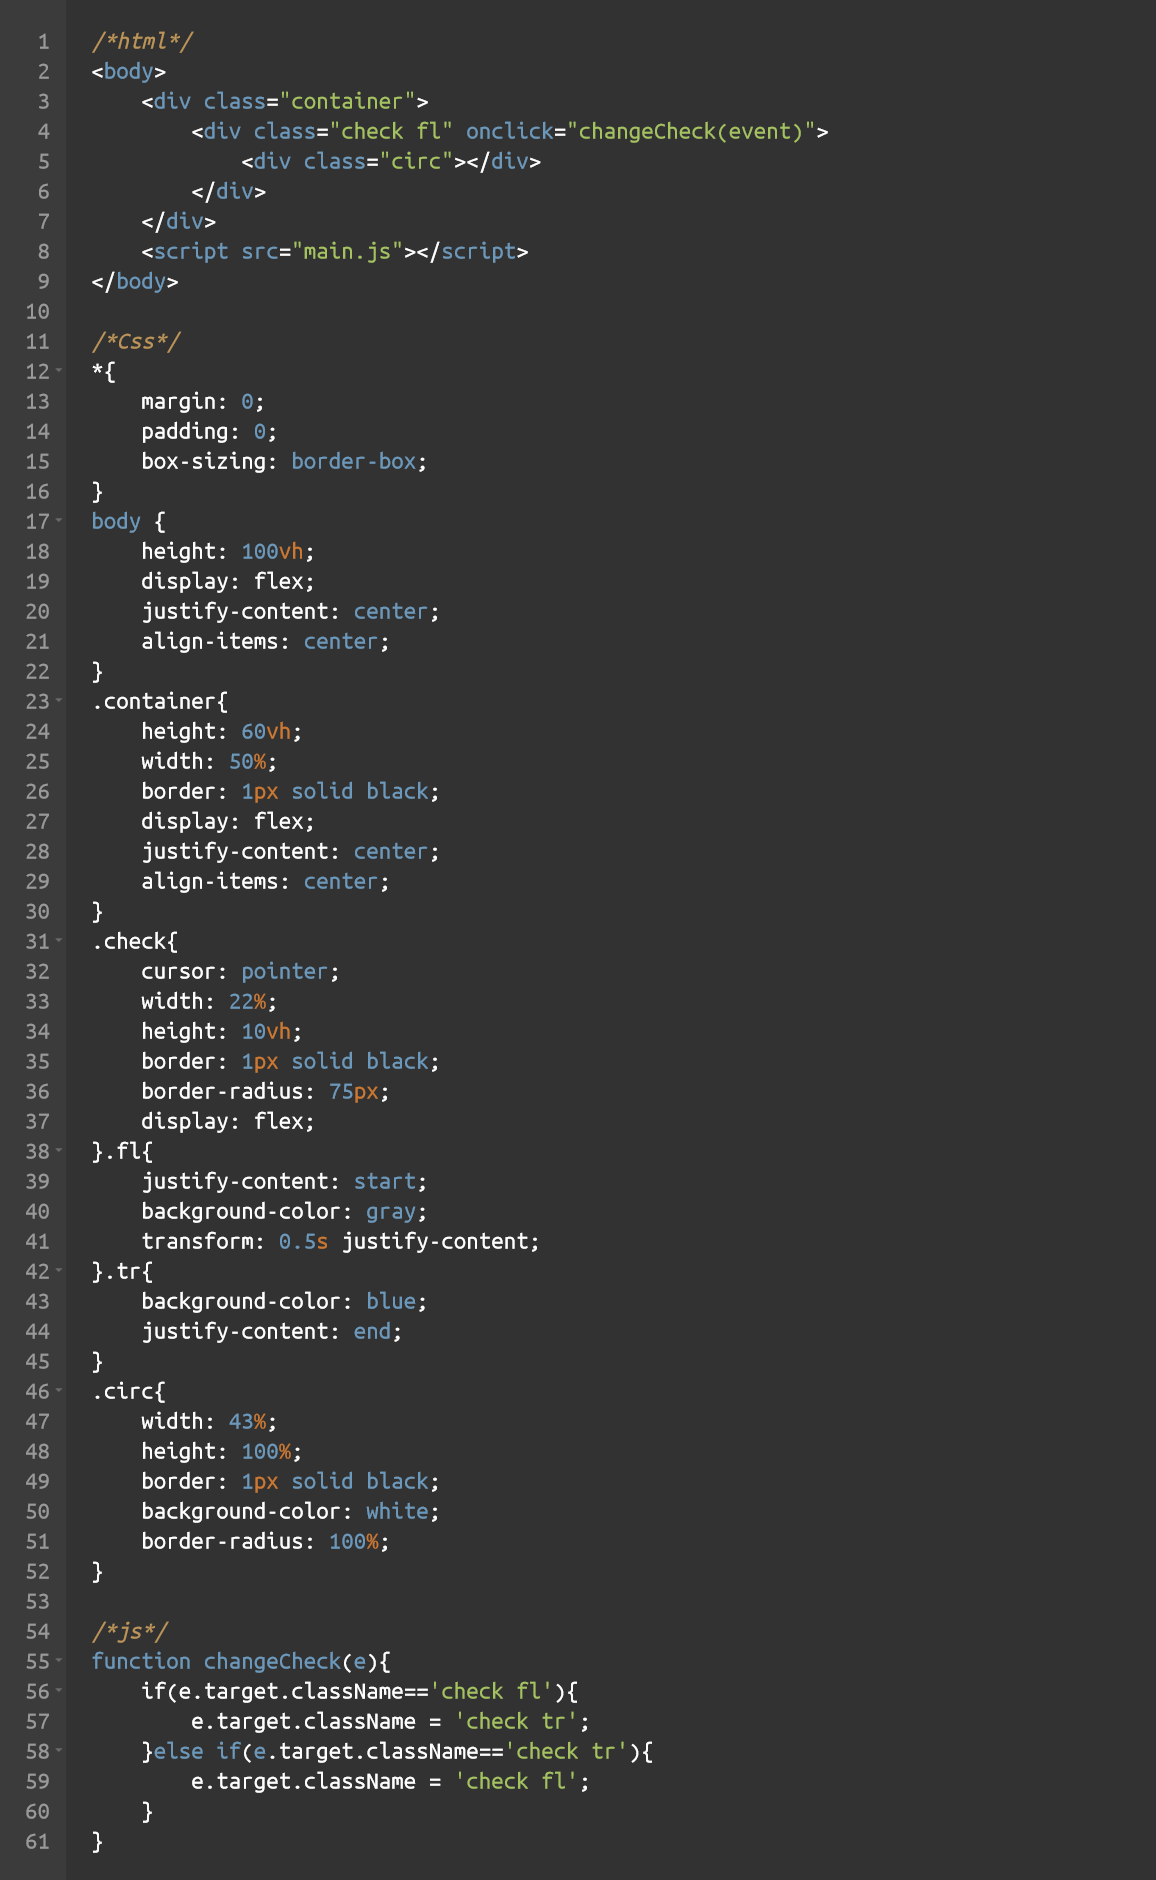 1 /*html*/
2 <body>
3     <div class="container">
4         <div class="check fl" onclick="changeCheck(event)">
5             <div class="circ"></div>
6         </div>
7     </div>
8     <script src="main.js"></script>
9 </body>
10
11 /*Css*/
12 *{
13     margin: 0;
14     padding: 0;
15     box-sizing: border-box;
16 }
17 body {
18     height: 100vh;
19     display: flex;
20     justify-content: center;
21     align-items: center;
22 }
23 .container{
24     height: 60vh;
25     width: 50%;
26     border: 1px solid black;
27     display: flex;
28     justify-content: center;
29     align-items: center;
30 }
31 .check{
32     cursor: pointer;
33     width: 22%;
34     height: 10vh;
35     border: 1px solid black;
36     border-radius: 75px;
37     display: flex;
38 }.fl{
39     justify-content: start;
40     background-color: gray;
41     transform: 0.5s justify-content;
42 }.tr{
43     background-color: blue;
44     justify-content: end;
45 }
46 .circ{
47     width: 43%;
48     height: 100%;
49     border: 1px solid black;
50     background-color: white;
51     border-radius: 100%;
52 }
53
54 /*js*/
55 function changeCheck(e){
56     if(e.target.className=='check fl'){
57         e.target.className = 'check tr';
58     }else if(e.target.className=='check tr'){
59         e.target.className = 'check fl';
60     }
61 }